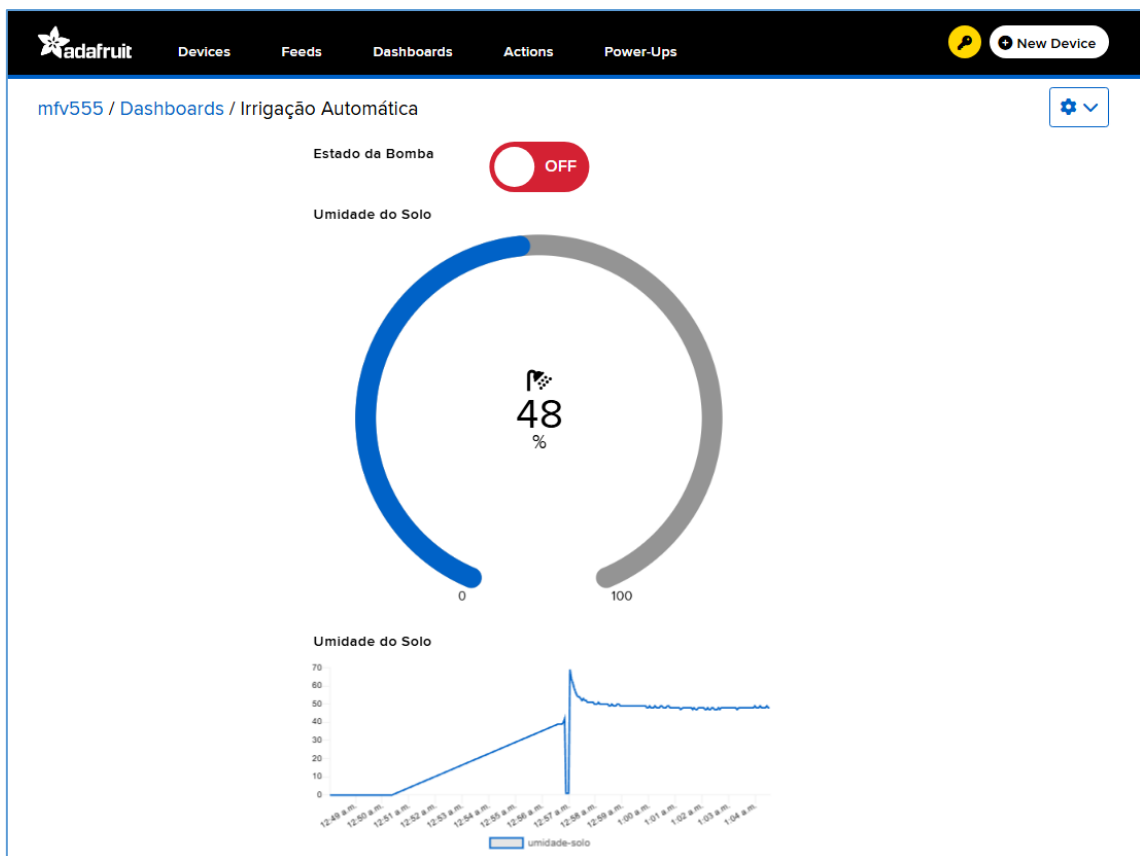 adafruit Devices Feeds Dashboards Actions Power-Ups New Device
mfv555 / Dashboards / Irrigação Automática
Estado da Bomba OFF
Umidade do Solo
48
%
0 100
Umidade do Solo
70
60
50
40
30
20
10
0
12:49 a.m. 12:50 a.m. 12:51 a.m. 12:52 a.m. 12:53 a.m. 12:54 a.m. 12:55 a.m. 12:56 a.m. 12:57 a.m. 12:58 a.m. 12:59 a.m. 1:00 a.m. 1:01 a.m. 1:02 a.m. 1:03 a.m. 1:04 a.m.
umidade-solo